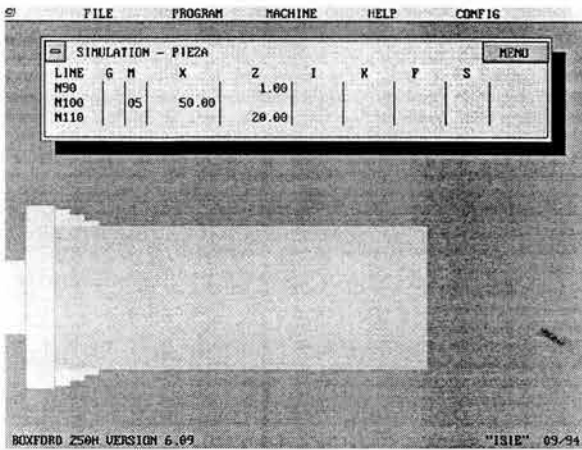 FILE PROGRAM MACHINE HELP CONFIG
SIMULATION - PIEZA MENU
LINE G M X Z I K F S
N90 1.00
N100 05 50.00
N110 20.00
BOXFORD 250H VERSION 6.09 "ISIE" 09/94